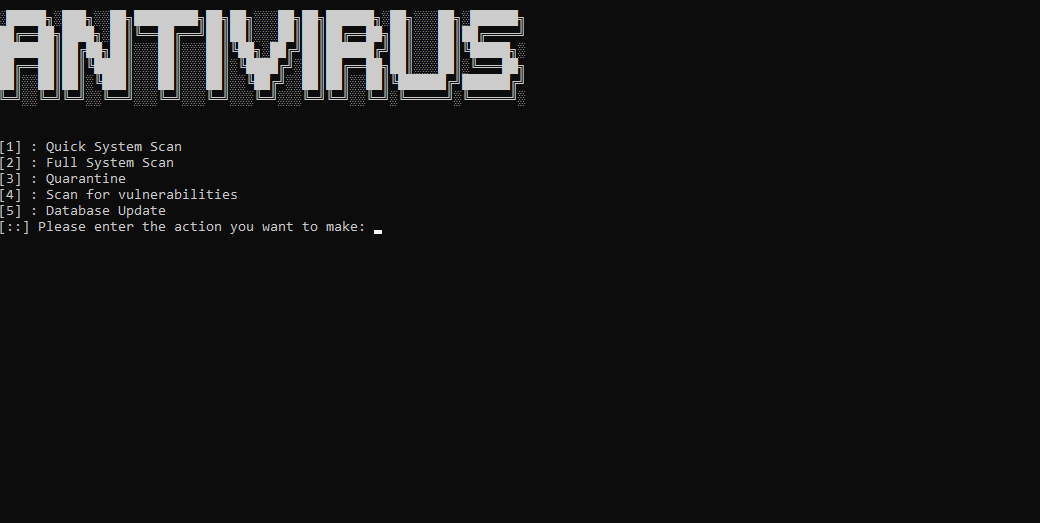 ANTIVIRUS
[1] : Quick System Scan
[2] : Full System Scan
[3] : Quarantine
[4] : Scan for vulnerabilities
[5] : Database Update
[::] Please enter the action you want to make: